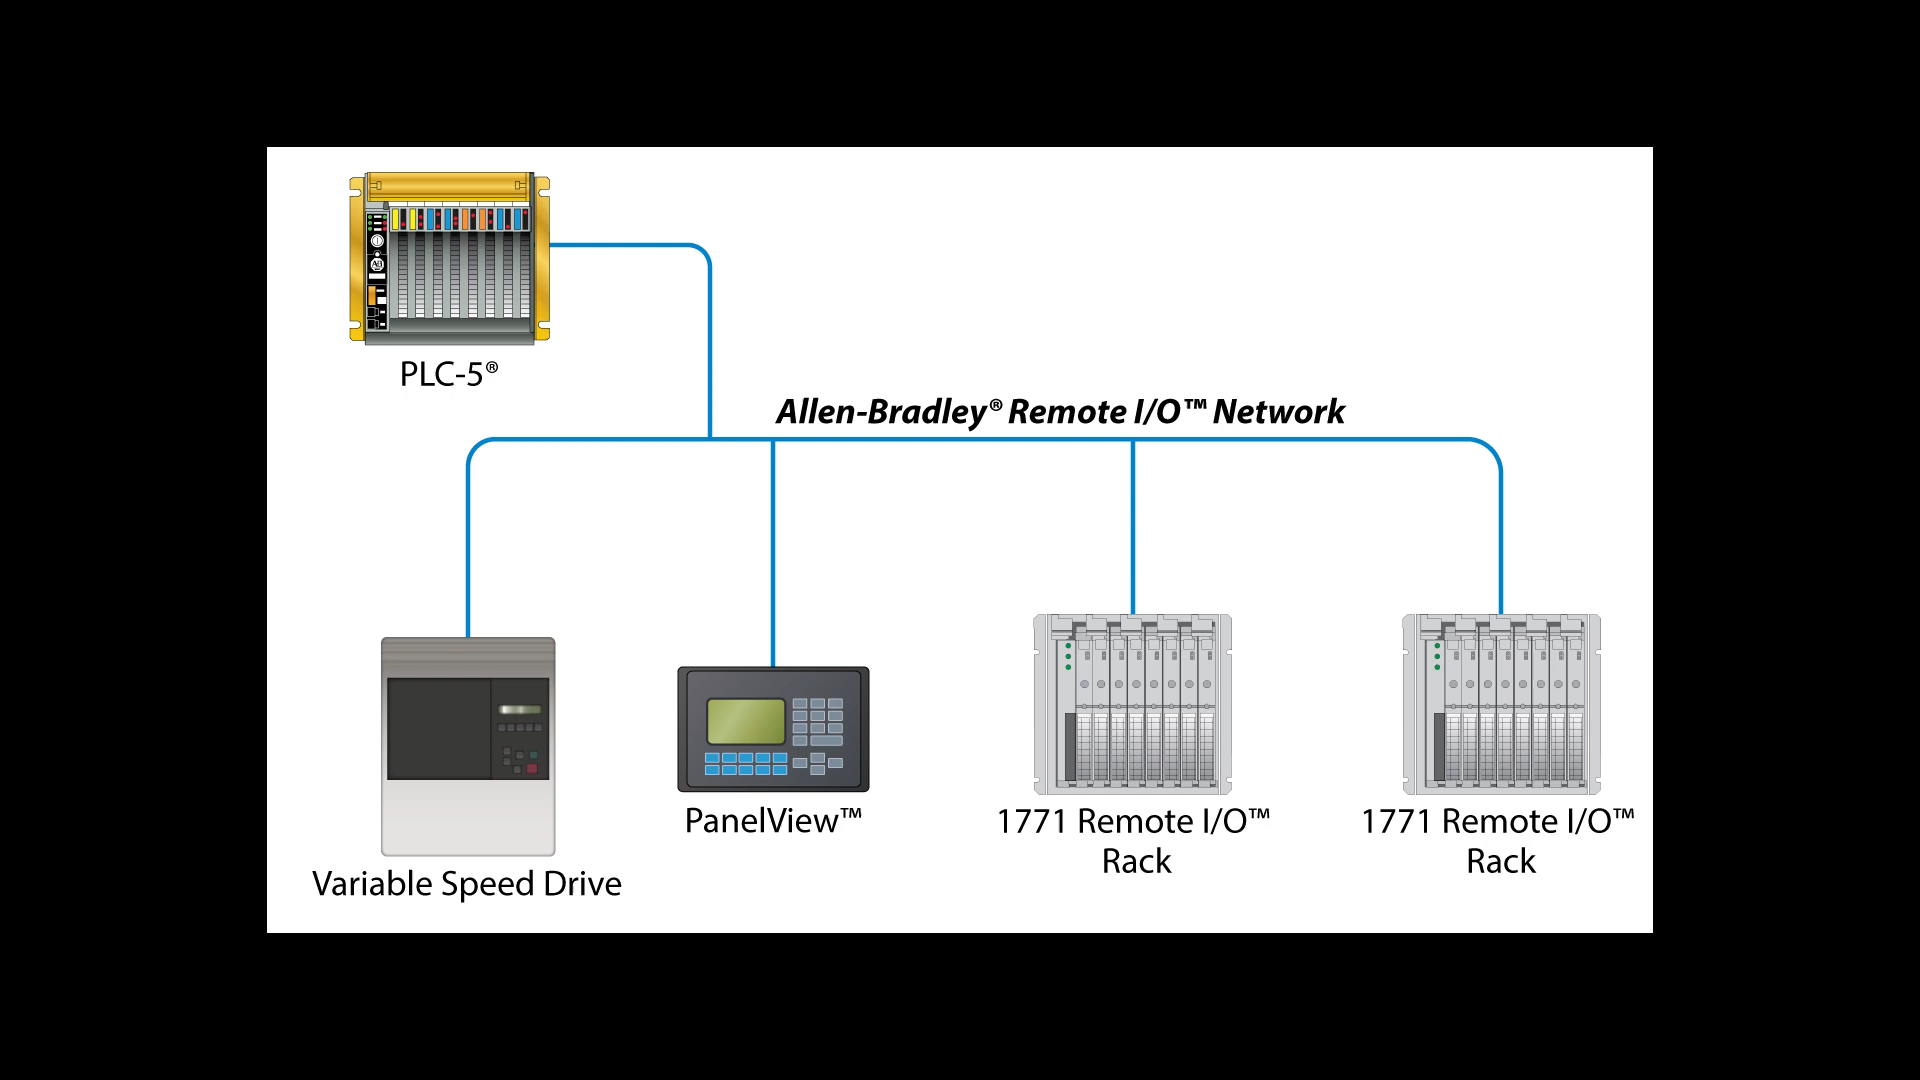 PLC-5®
Allen-Bradley® Remote I/O™ Network
Variable Speed Drive
PanelView™
1771 Remote I/O™
Rack
1771 Remote I/O™
Rack